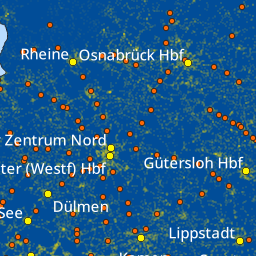 Rheine
Osnabrück Hbf
Zentrum Nord
ter (Westf) Hbf
Gütersloh Hbf
Dülmen
See
Lippstadt